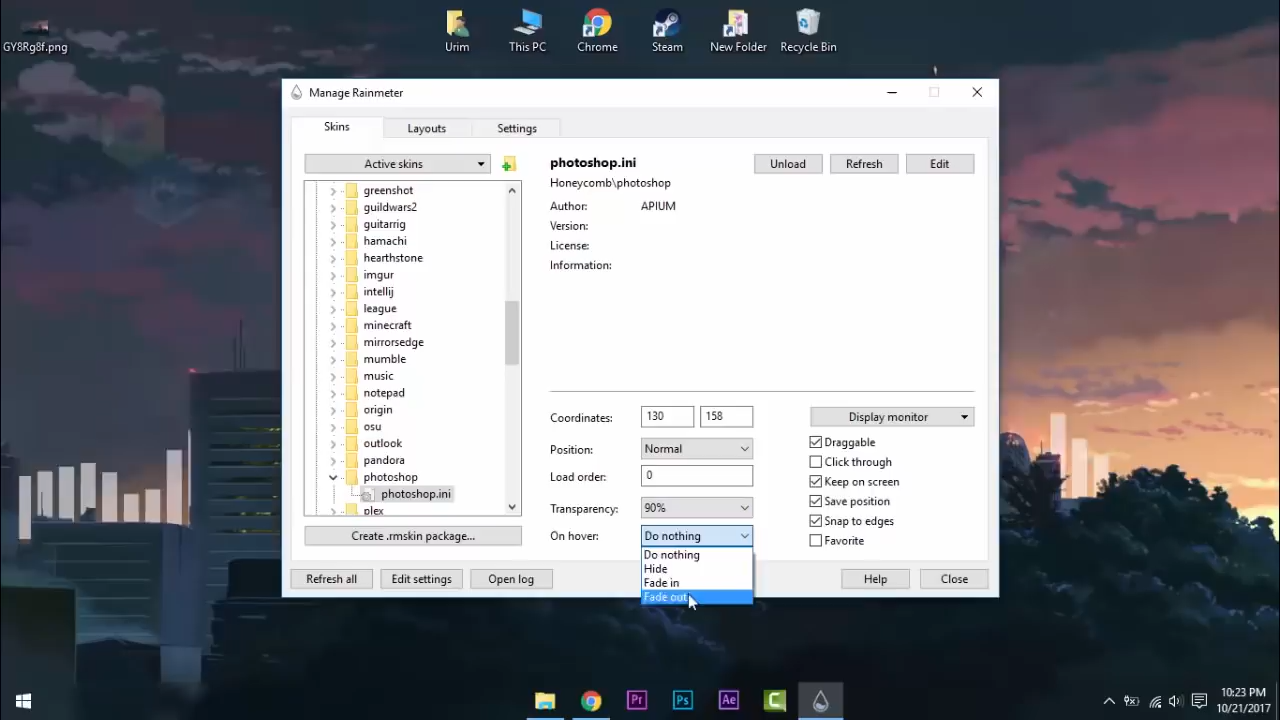 GY8Rg8f.png
Urim
This PC
Chrome
Steam
New Folder
Recycle Bin
Manage Rainmeter
Skins
Layouts
Settings
Active skins
greenshot
guildwars2
guitarrig
hamachi
hearthstone
imgur
intellij
league
minecraft
mirrorsedge
mumble
music
notepad
origin
osu
outlook
pandora
photoshop
photoshop.ini
plex
Create .rmskin package...
photoshop.ini
Unload
Refresh
Edit
Honeycomb\photoshop
Author: APIUM
Version:
License:
Information:
Coordinates: 130 158
Position: Normal
Load order: 0
Transparency: 90%
On hover: Do nothing
Do nothing
Hide
Fade in
Fade out
Display monitor
Draggable
Click through
Keep on screen
Save position
Snap to edges
Favorite
Refresh all
Edit settings
Open log
Help
Close
Pr
Ps
Ae
10:23 PM
10/21/2017